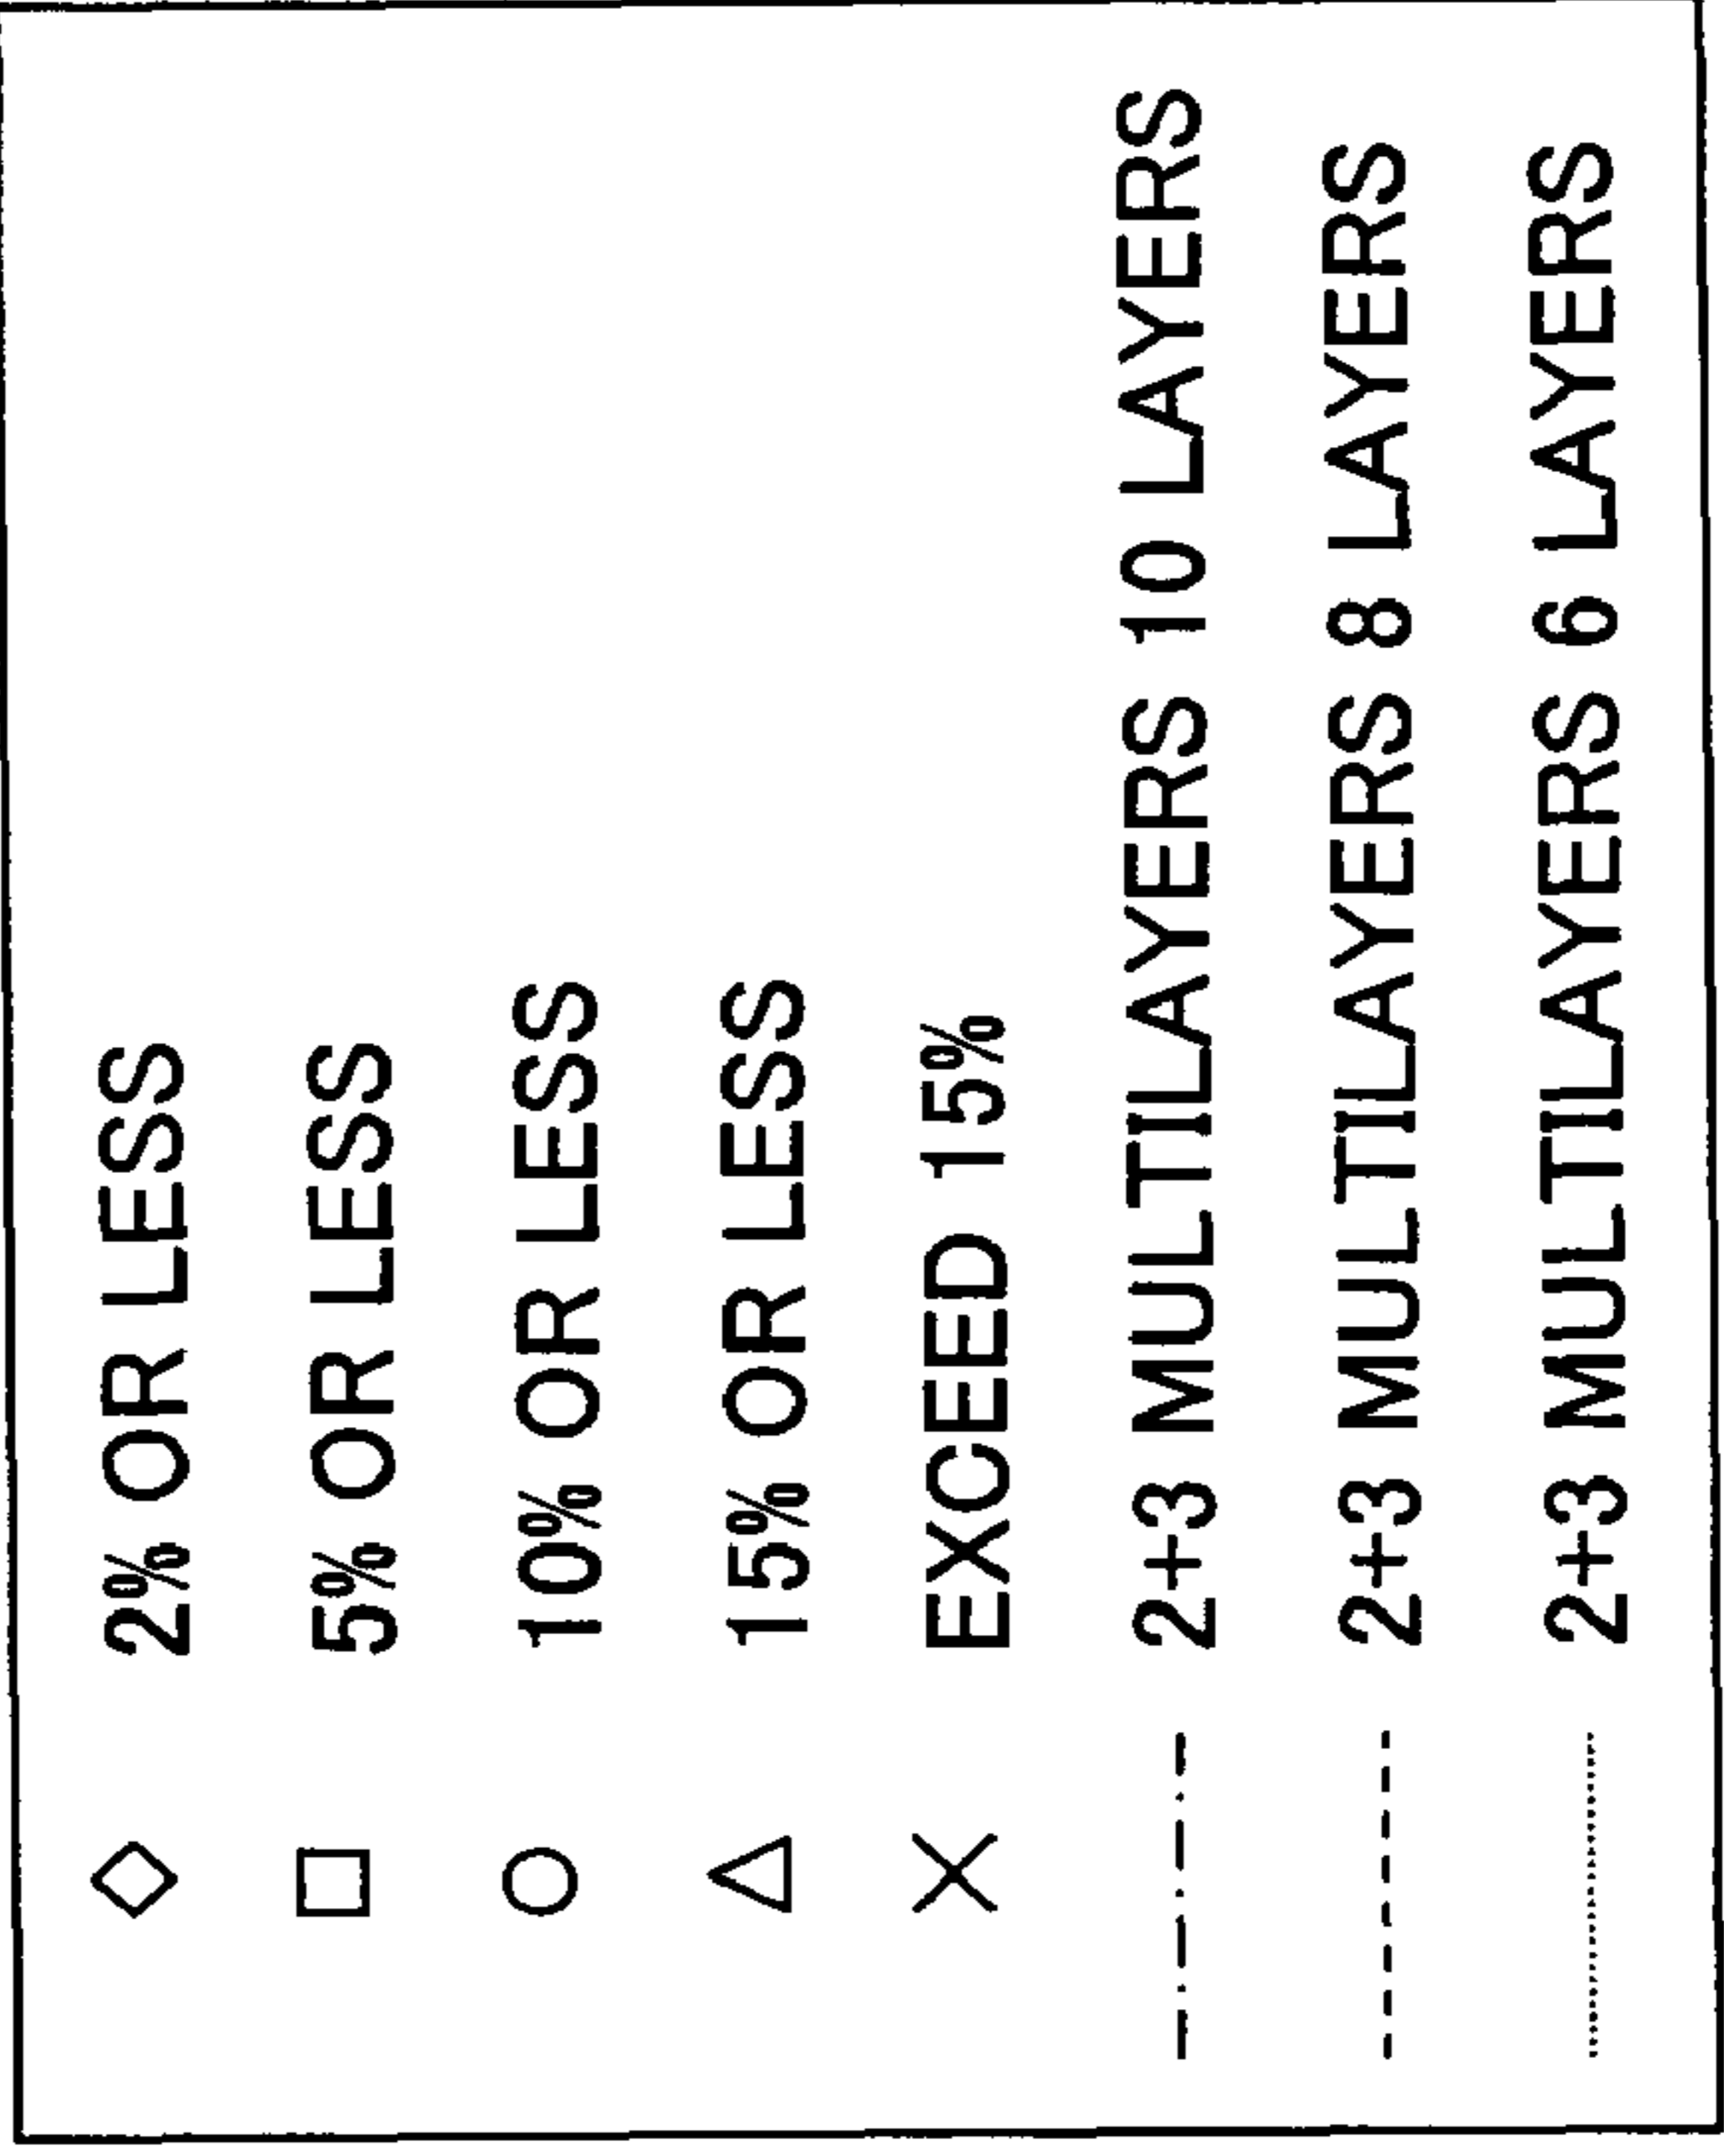 2% OR LESS
5% OR LESS
10% OR LESS
15% OR LESS
EXCEED 15%
2+3 MULTILAYERS 10 LAYERS
2+3 MULTILAYERS 8 LAYERS
2+3 MULTILAYERS 6 LAYERS